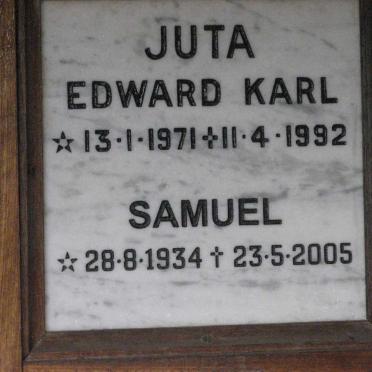 JUTA
EDWARD KARL
☆ 13·1·1971 ✢ 11·4·1992
SAMUEL
☆ 28·8·1934 † 23·5·2005